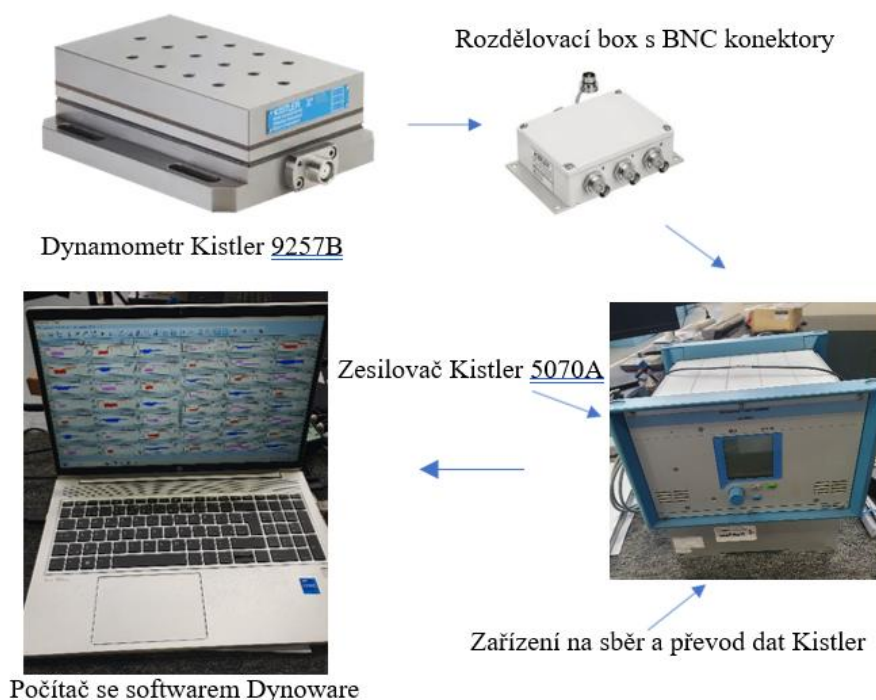 Rozdělovací box s BNC konektory
KISTLER
Dynamometr Kistler 9257B
Zesilovač Kistler 5070A
Zařízení na sběr a převod dat Kistler
Počítač se softwarem Dynoware